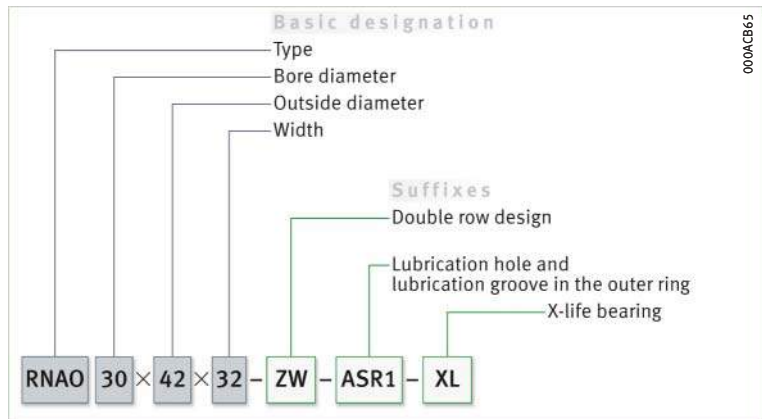 Basic designation
Type
Bore diameter
Outside diameter
Width
Suffixes
Double row design
Lubrication hole and
lubrication groove in the outer ring
X-life bearing
RNAO 30 × 42 × 32 – ZW – ASR1 – XL
000ACB65